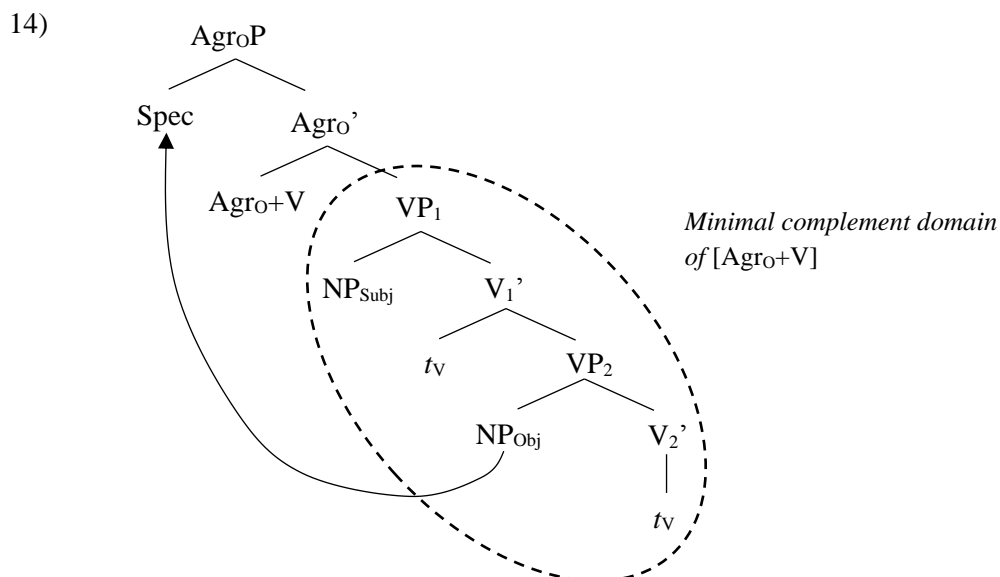 14)
AgrOP
Spec AgrO’
AgrO+V VP1
Minimal complement domain
of [AgrO+V]
NPSubj V1’
tV VP2
NPObj V2’
tV